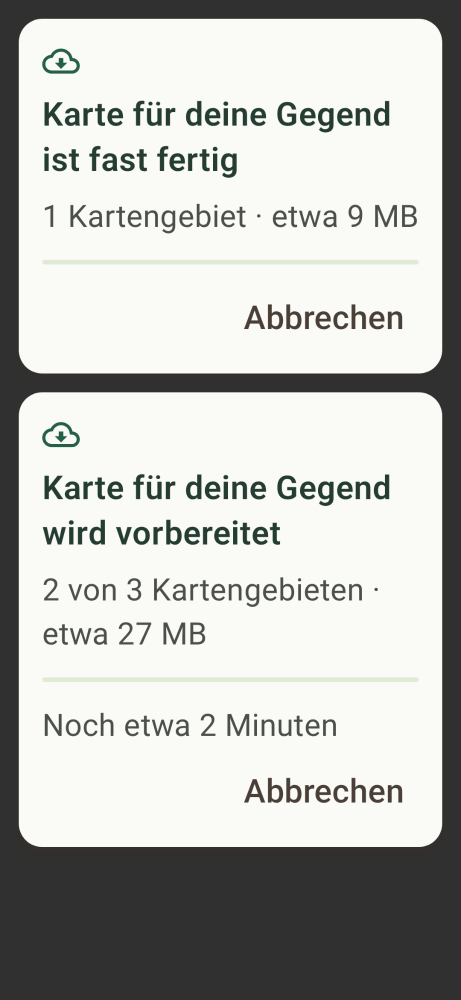 Karte für deine Gegend
ist fast fertig
1 Kartengebiet · etwa 9 MB
Abbrechen
Karte für deine Gegend
wird vorbereitet
2 von 3 Kartengebieten ·
etwa 27 MB
Noch etwa 2 Minuten
Abbrechen